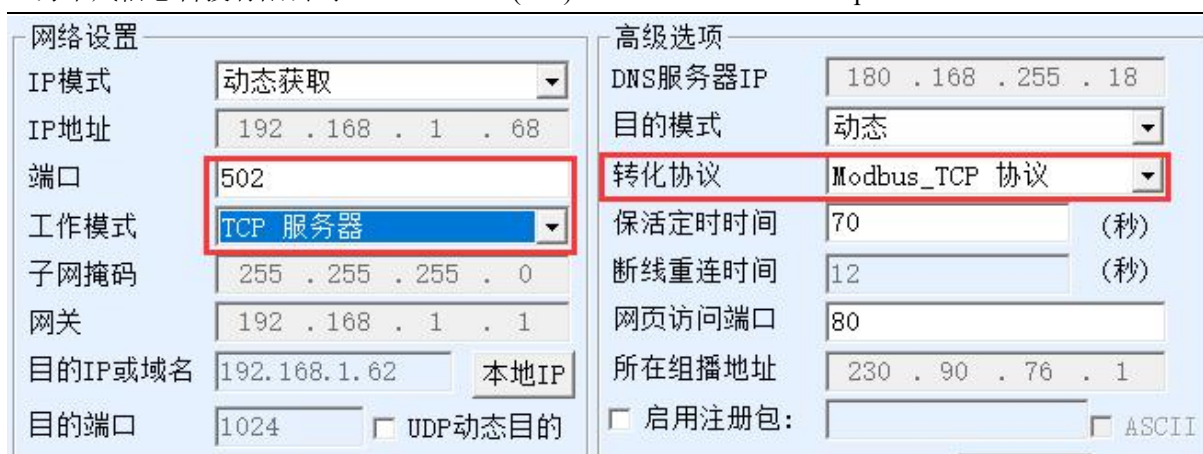 网络设置
IP模式 动态获取
IP地址 192 . 168 . 1 . 68
端口 502
工作模式 TCP 服务器
子网掩码 255 . 255 . 255 . 0
网关 192 . 168 . 1 . 1
目的IP或域名 192.168.1.62 本地IP
目的端口 1024 UDP动态目的
高级选项
DNS服务器IP 180 . 168 . 255 . 18
目的模式 动态
转化协议 Modbus_TCP 协议
保活定时时间 70 (秒)
断线重连时间 12 (秒)
网页访问端口 80
所在组播地址 230 . 90 . 76 . 1
启用注册包: ASCII